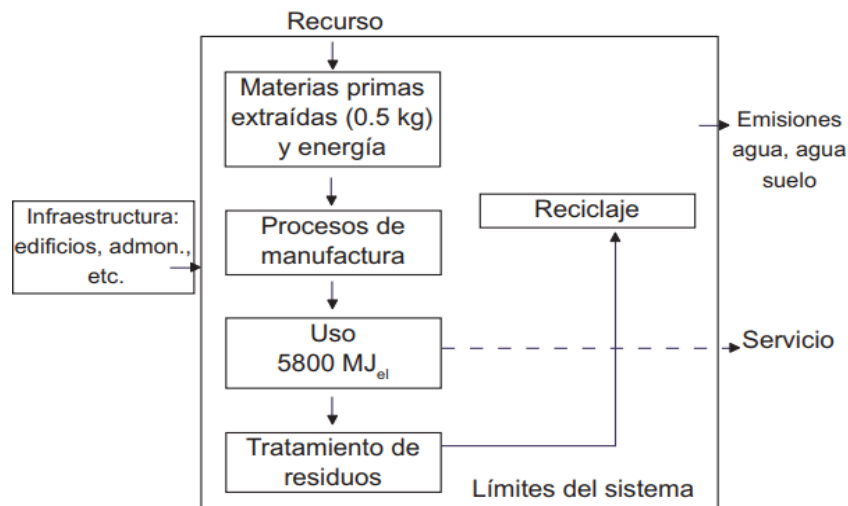 Recurso
Materias primas
extraídas (0.5 kg)
y energía
Emisiones
agua, agua
suelo
Infraestructura:
edificios, admon.,
etc.
Procesos de
manufactura
Reciclaje
Uso
5800 MJel
Servicio
Tratamiento de
residuos
Límites del sistema